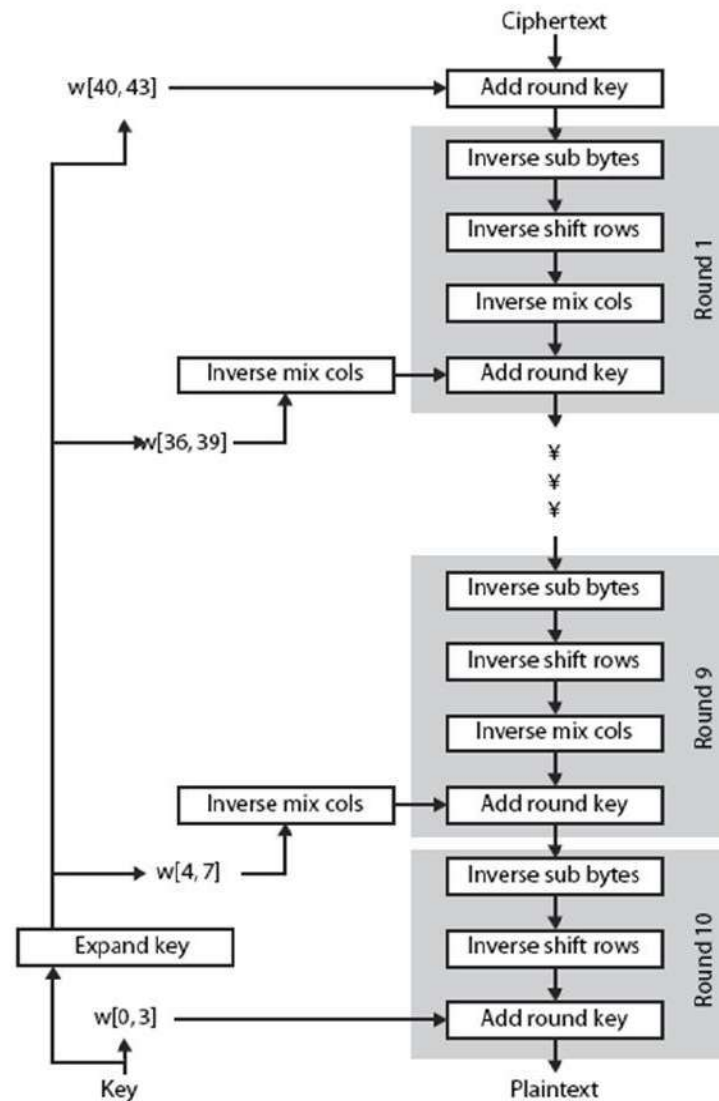 Ciphertext
w[40, 43]
Add round key
Inverse sub bytes
Inverse shift rows
Inverse mix cols
Inverse mix cols
Add round key
Round 1
w[36, 39]
¥
¥
¥
Inverse sub bytes
Inverse shift rows
Inverse mix cols
Inverse mix cols
Add round key
Round 9
w[4, 7]
Inverse sub bytes
Expand key
Inverse shift rows
w[0, 3]
Add round key
Round 10
Key
Plaintext